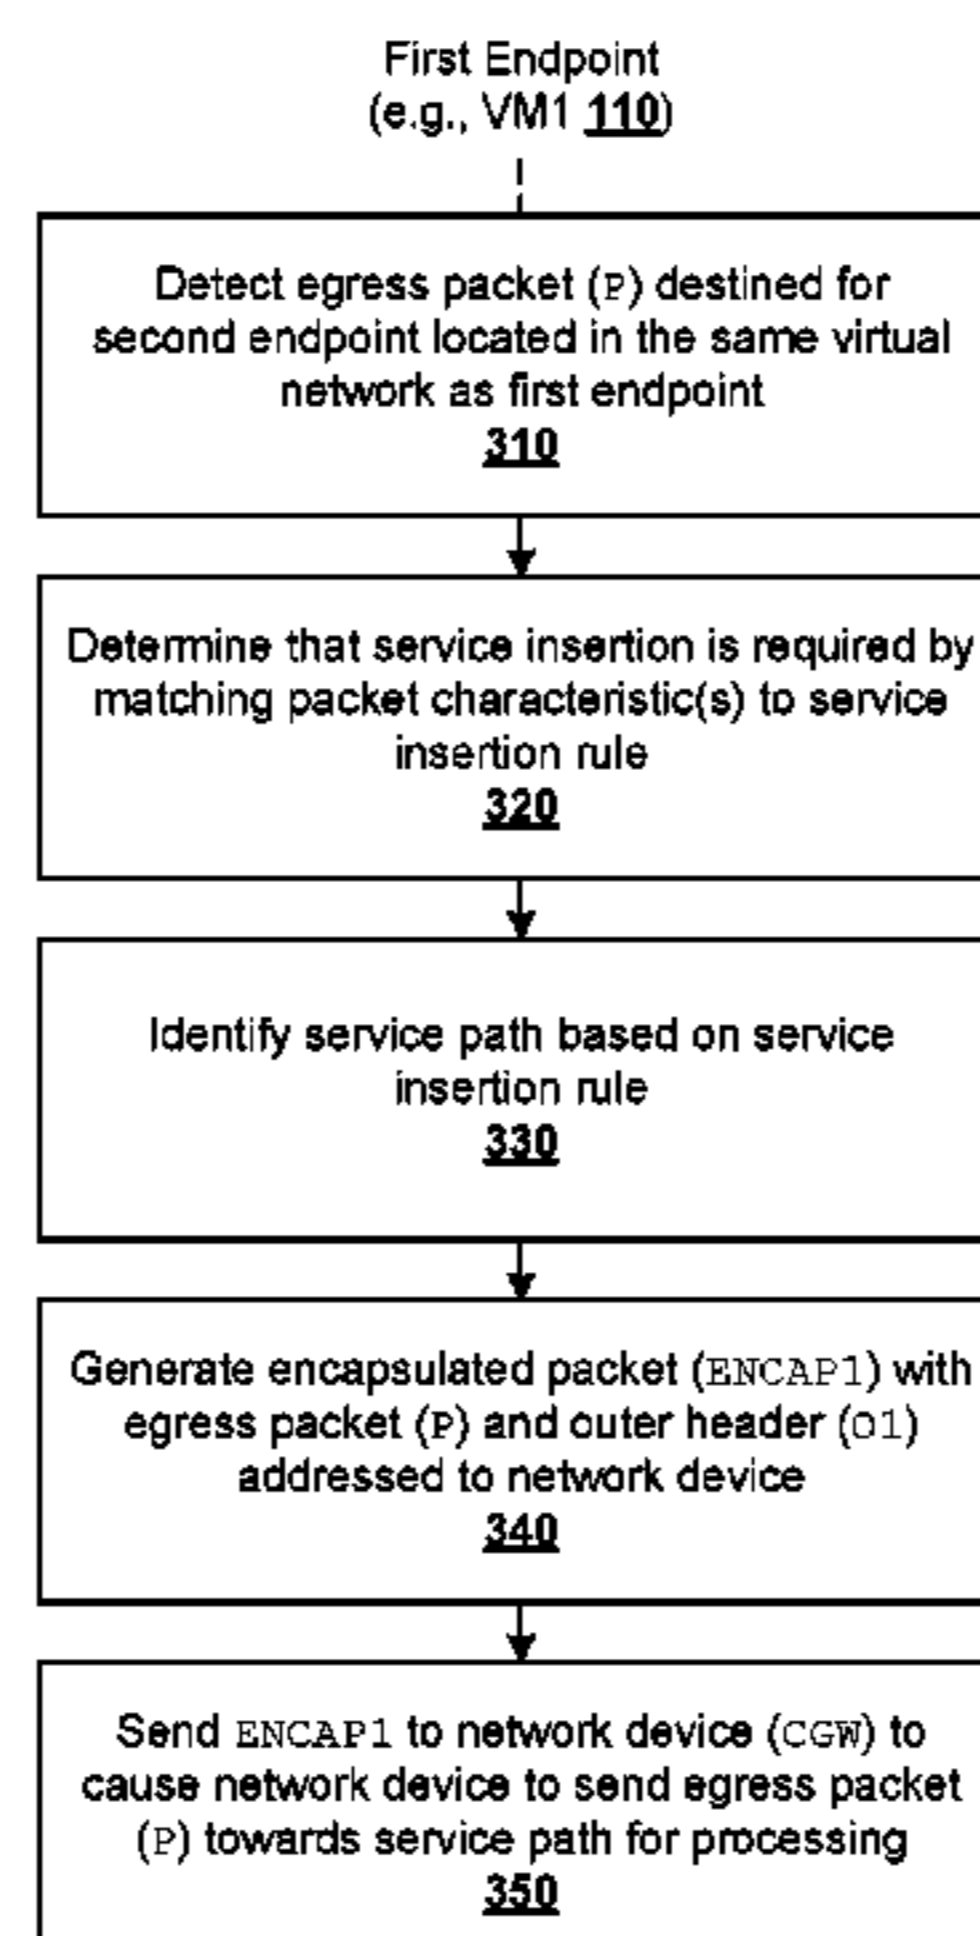 First Endpoint
(e.g., VM1 110)
Detect egress packet (P) destined for
second endpoint located in the same virtual
network as first endpoint
310
Determine that service insertion is required by
matching packet characteristic(s) to service
insertion rule
320
Identify service path based on service
insertion rule
330
Generate encapsulated packet (ENCAP1) with
egress packet (P) and outer header (O1)
addressed to network device
340
Send ENCAP1 to network device (CGW) to
cause network device to send egress packet
(P) towards service path for processing
350